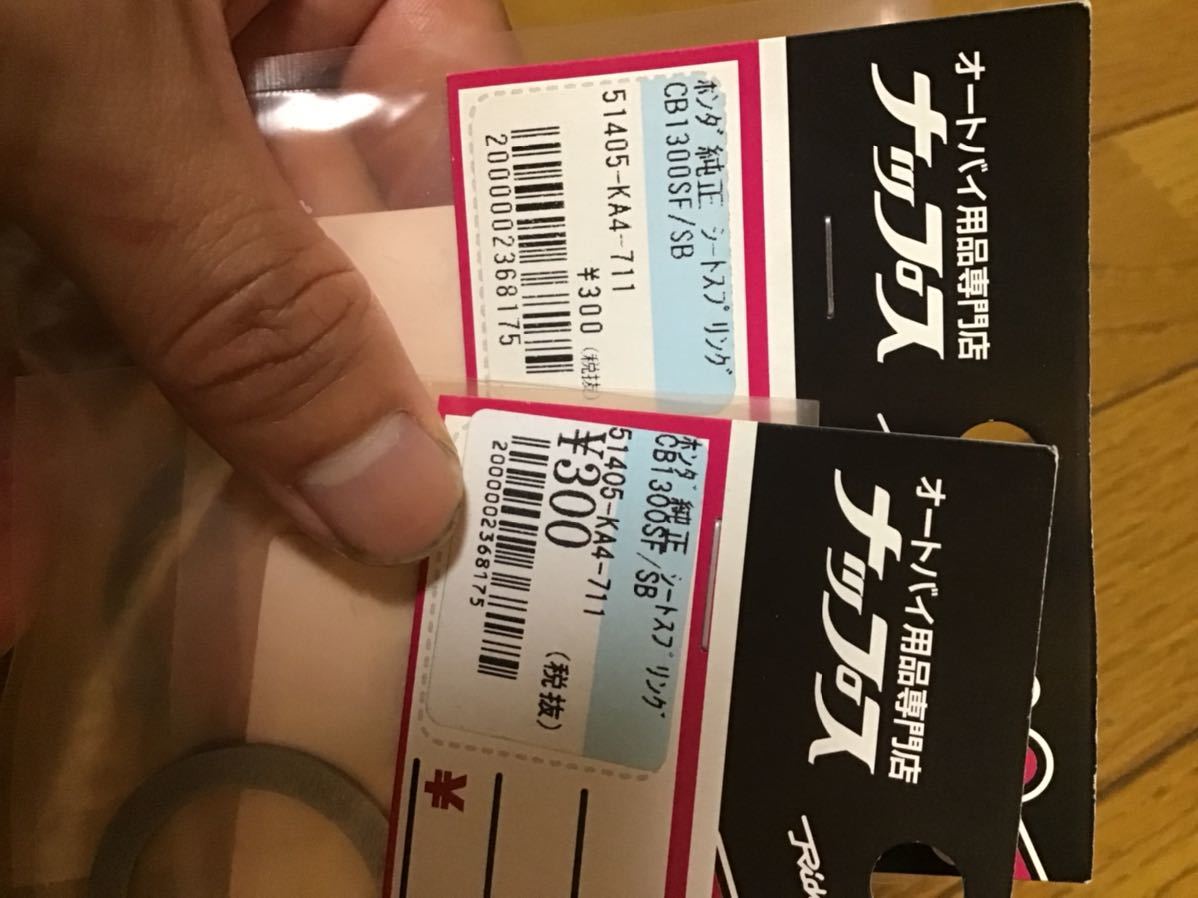 オートバイ用品専門店
ナップス
ホンダ純正 シートスプリング
CB1300SF/SB
51405-KA4-711
¥300 (税抜)
2000002368175
オートバイ用品専門店
ナップス
ホンダ純正 シートスプリング
CB1300SF/SB
51405-KA4-711
¥300 (税抜)
2000002368175
¥